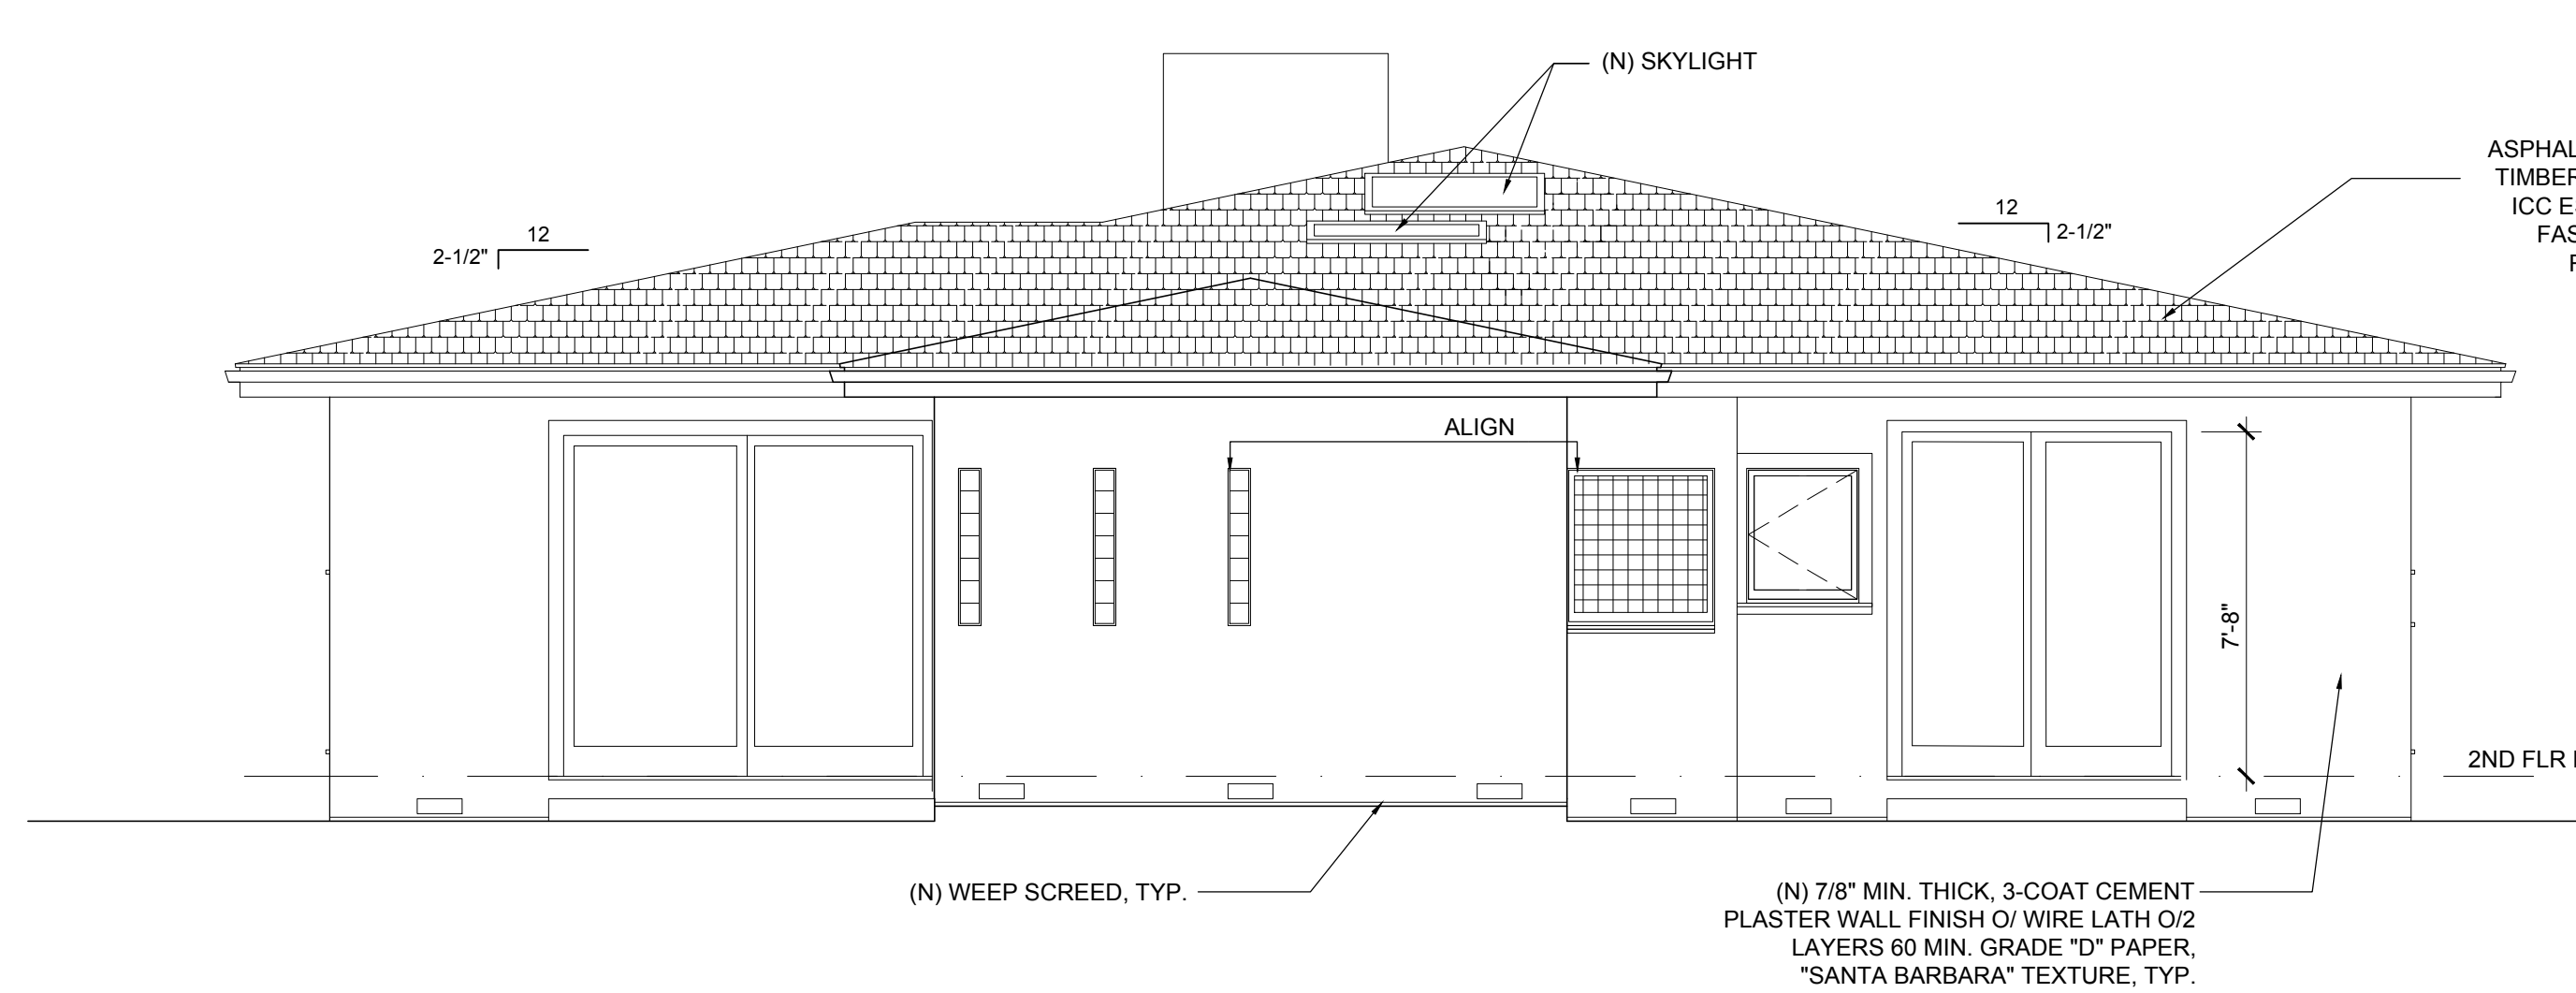 (N) SKYLIGHT
ASPHAL
TIMBER
ICC E
FAS
12
2-1/2"
12
2-1/2"
ALIGN
7'-8"
2ND FLR
(N) WEEP SCREED, TYP.
(N) 7/8" MIN. THICK, 3-COAT CEMENT
PLASTER WALL FINISH O/ WIRE LATH O/2
LAYERS 60 MIN. GRADE "D" PAPER,
"SANTA BARBARA" TEXTURE, TYP.